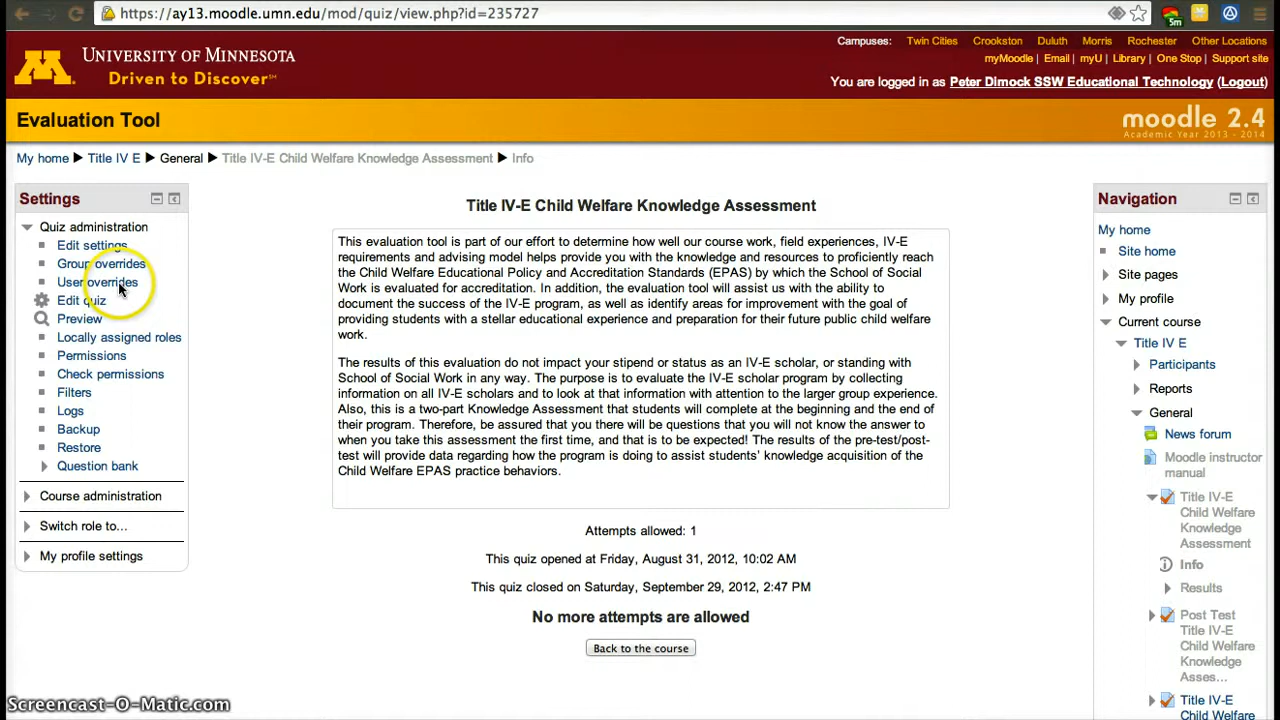 https://ay13.moodle.umn.edu/mod/quiz/view.php?id=235727
5m
UNIVERSITY OF MINNESOTA
Driven to Discover℠
Campuses: Twin Cities Crookston Duluth Morris Rochester Other Locations
myMoodle | Email | myU | Library | One Stop | Support site
You are logged in as Peter Dimock SSW Educational Technology (Logout)
Evaluation Tool
moodle 2.4
Academic Year 2013 - 2014
My home ▶ Title IV E ▶ General ▶ Title IV-E Child Welfare Knowledge Assessment ▶ Info
Settings
Quiz administration
Edit settings
Group overrides
User overrides
Edit quiz
Preview
Locally assigned roles
Permissions
Check permissions
Filters
Logs
Backup
Restore
Question bank
Course administration
Switch role to...
My profile settings
Title IV-E Child Welfare Knowledge Assessment
This evaluation tool is part of our effort to determine how well our course work, field experiences, IV-E
requirements and advising model helps provide you with the knowledge and resources to proficiently reach
the Child Welfare Educational Policy and Accreditation Standards (EPAS) by which the School of Social
Work is evaluated for accreditation. In addition, the evaluation tool will assist us with the ability to
document the success of the IV-E program, as well as identify areas for improvement with the goal of
providing students with a stellar educational experience and preparation for their future public child welfare
work.
The results of this evaluation do not impact your stipend or status as an IV-E scholar, or standing with
School of Social Work in any way. The purpose is to evaluate the IV-E scholar program by collecting
information on all IV-E scholars and to look at that information with attention to the larger group experience.
Also, this is a two-part Knowledge Assessment that students will complete at the beginning and the end of
their program. Therefore, be assured that you there will be questions that you will not know the answer to
when you take this assessment the first time, and that is to be expected! The results of the pre-test/post-
test will provide data regarding how the program is doing to assist students' knowledge acquisition of the
Child Welfare EPAS practice behaviors.
Attempts allowed: 1
This quiz opened at Friday, August 31, 2012, 10:02 AM
This quiz closed on Saturday, September 29, 2012, 2:47 PM
No more attempts are allowed
Back to the course
Navigation
My home
Site home
Site pages
My profile
Current course
Title IV E
Participants
Reports
General
News forum
Moodle instructor
manual
Title IV-E
Child Welfare
Knowledge
Assessment
Info
Results
Post Test
Title IV-E
Child Welfare
Knowledge
Asses...
Title IV-E
Child Welfare
Screencast-O-Matic.com